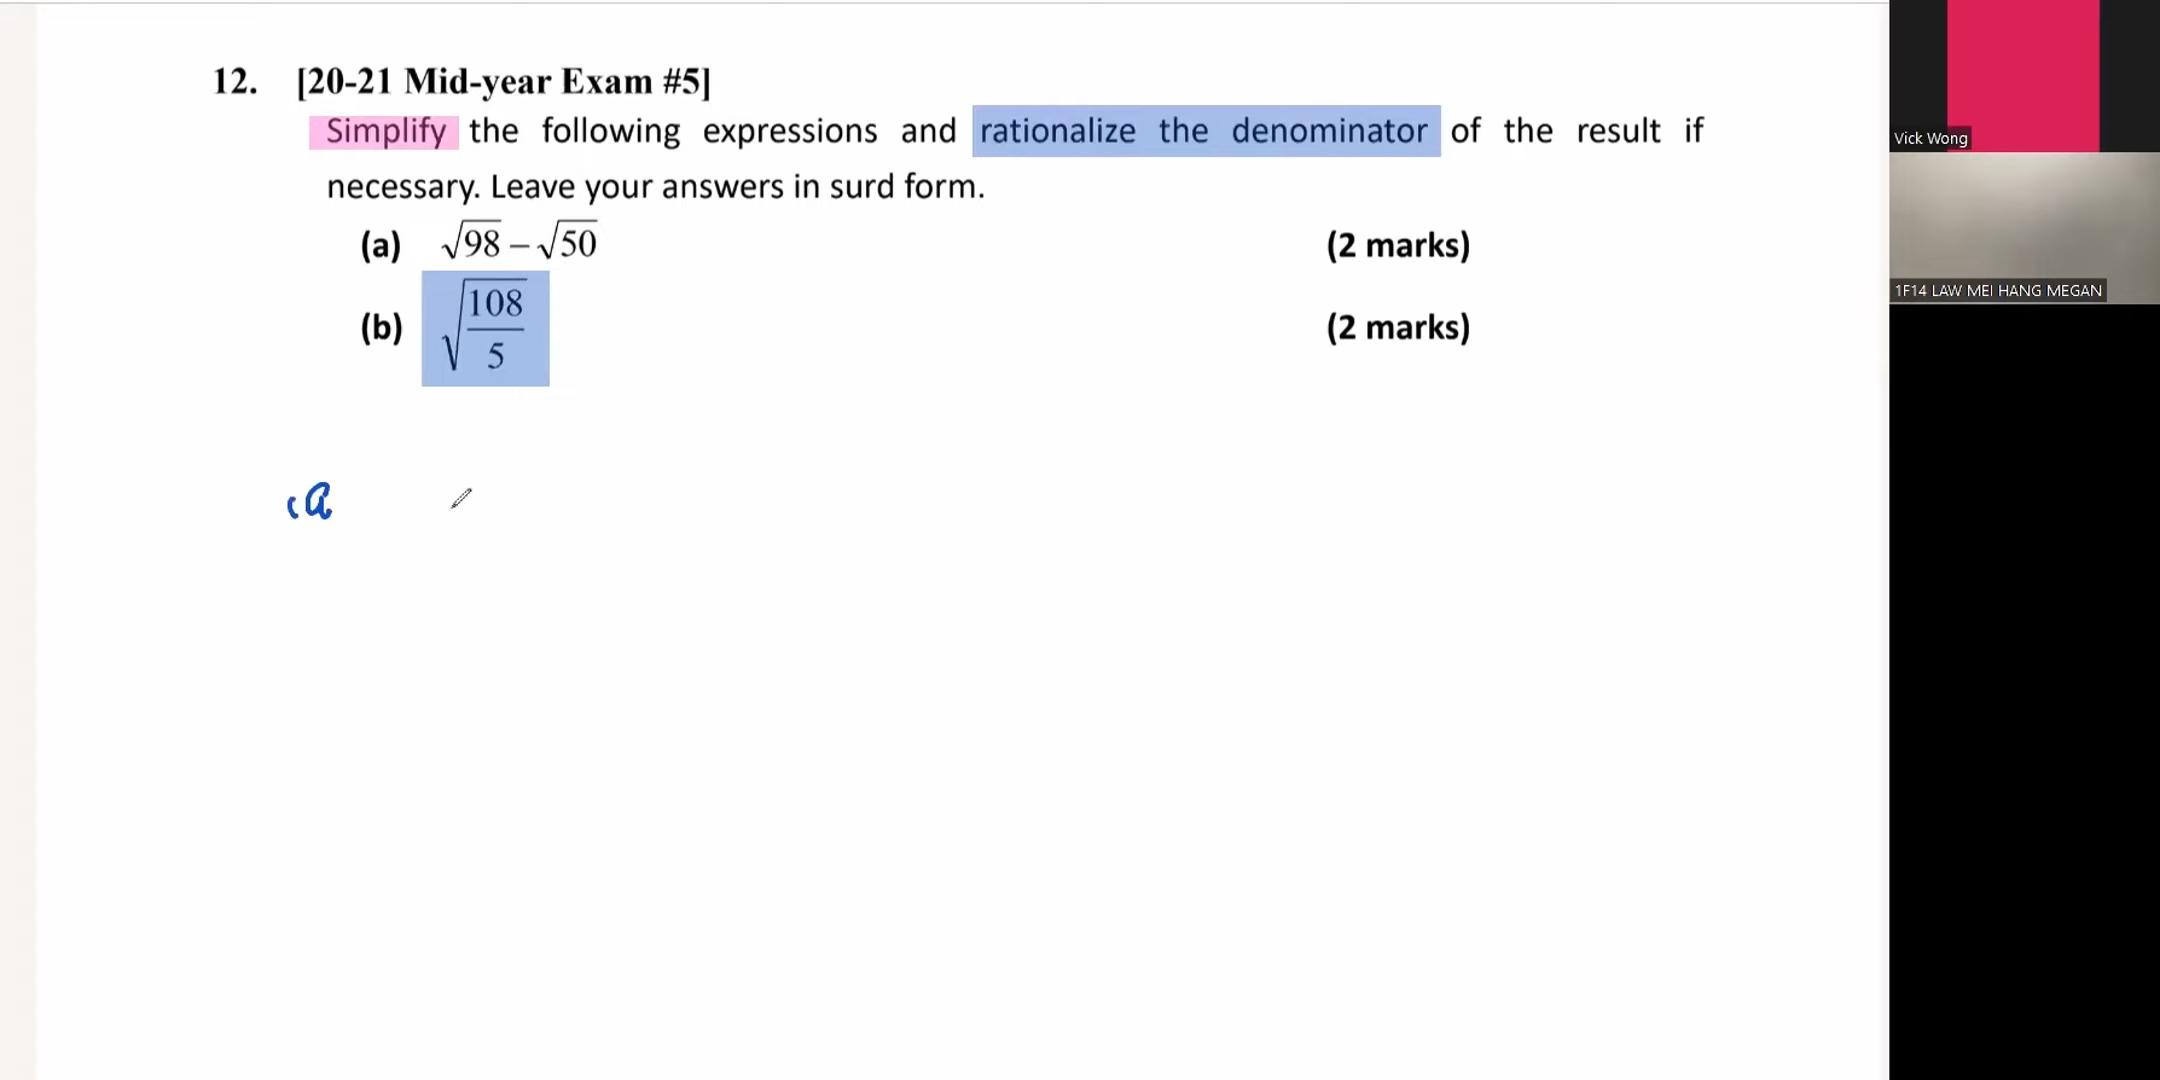 12. [20-21 Mid-year Exam #5]
Simplify the following expressions and rationalize the denominator of the result if
necessary. Leave your answers in surd form.
(a) √98 – √50 (2 marks)
(b) √(108/5) (2 marks)
(a
Vick Wong
1F14 LAW MEI HANG MEGAN